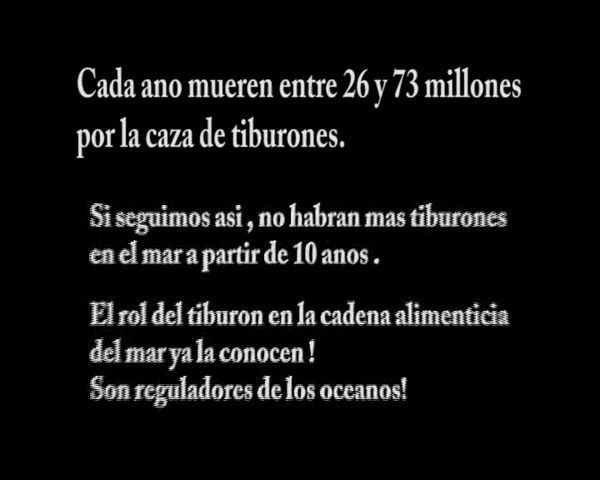 Cada ano mueren entre 26 y 73 millones
por la caza de tiburones.
Si seguimos asi , no habran mas tiburones
en el mar a partir de 10 anos .
El rol del tiburon en la cadena alimenticia
del mar ya la conocen !
Son reguladores de los oceanos!